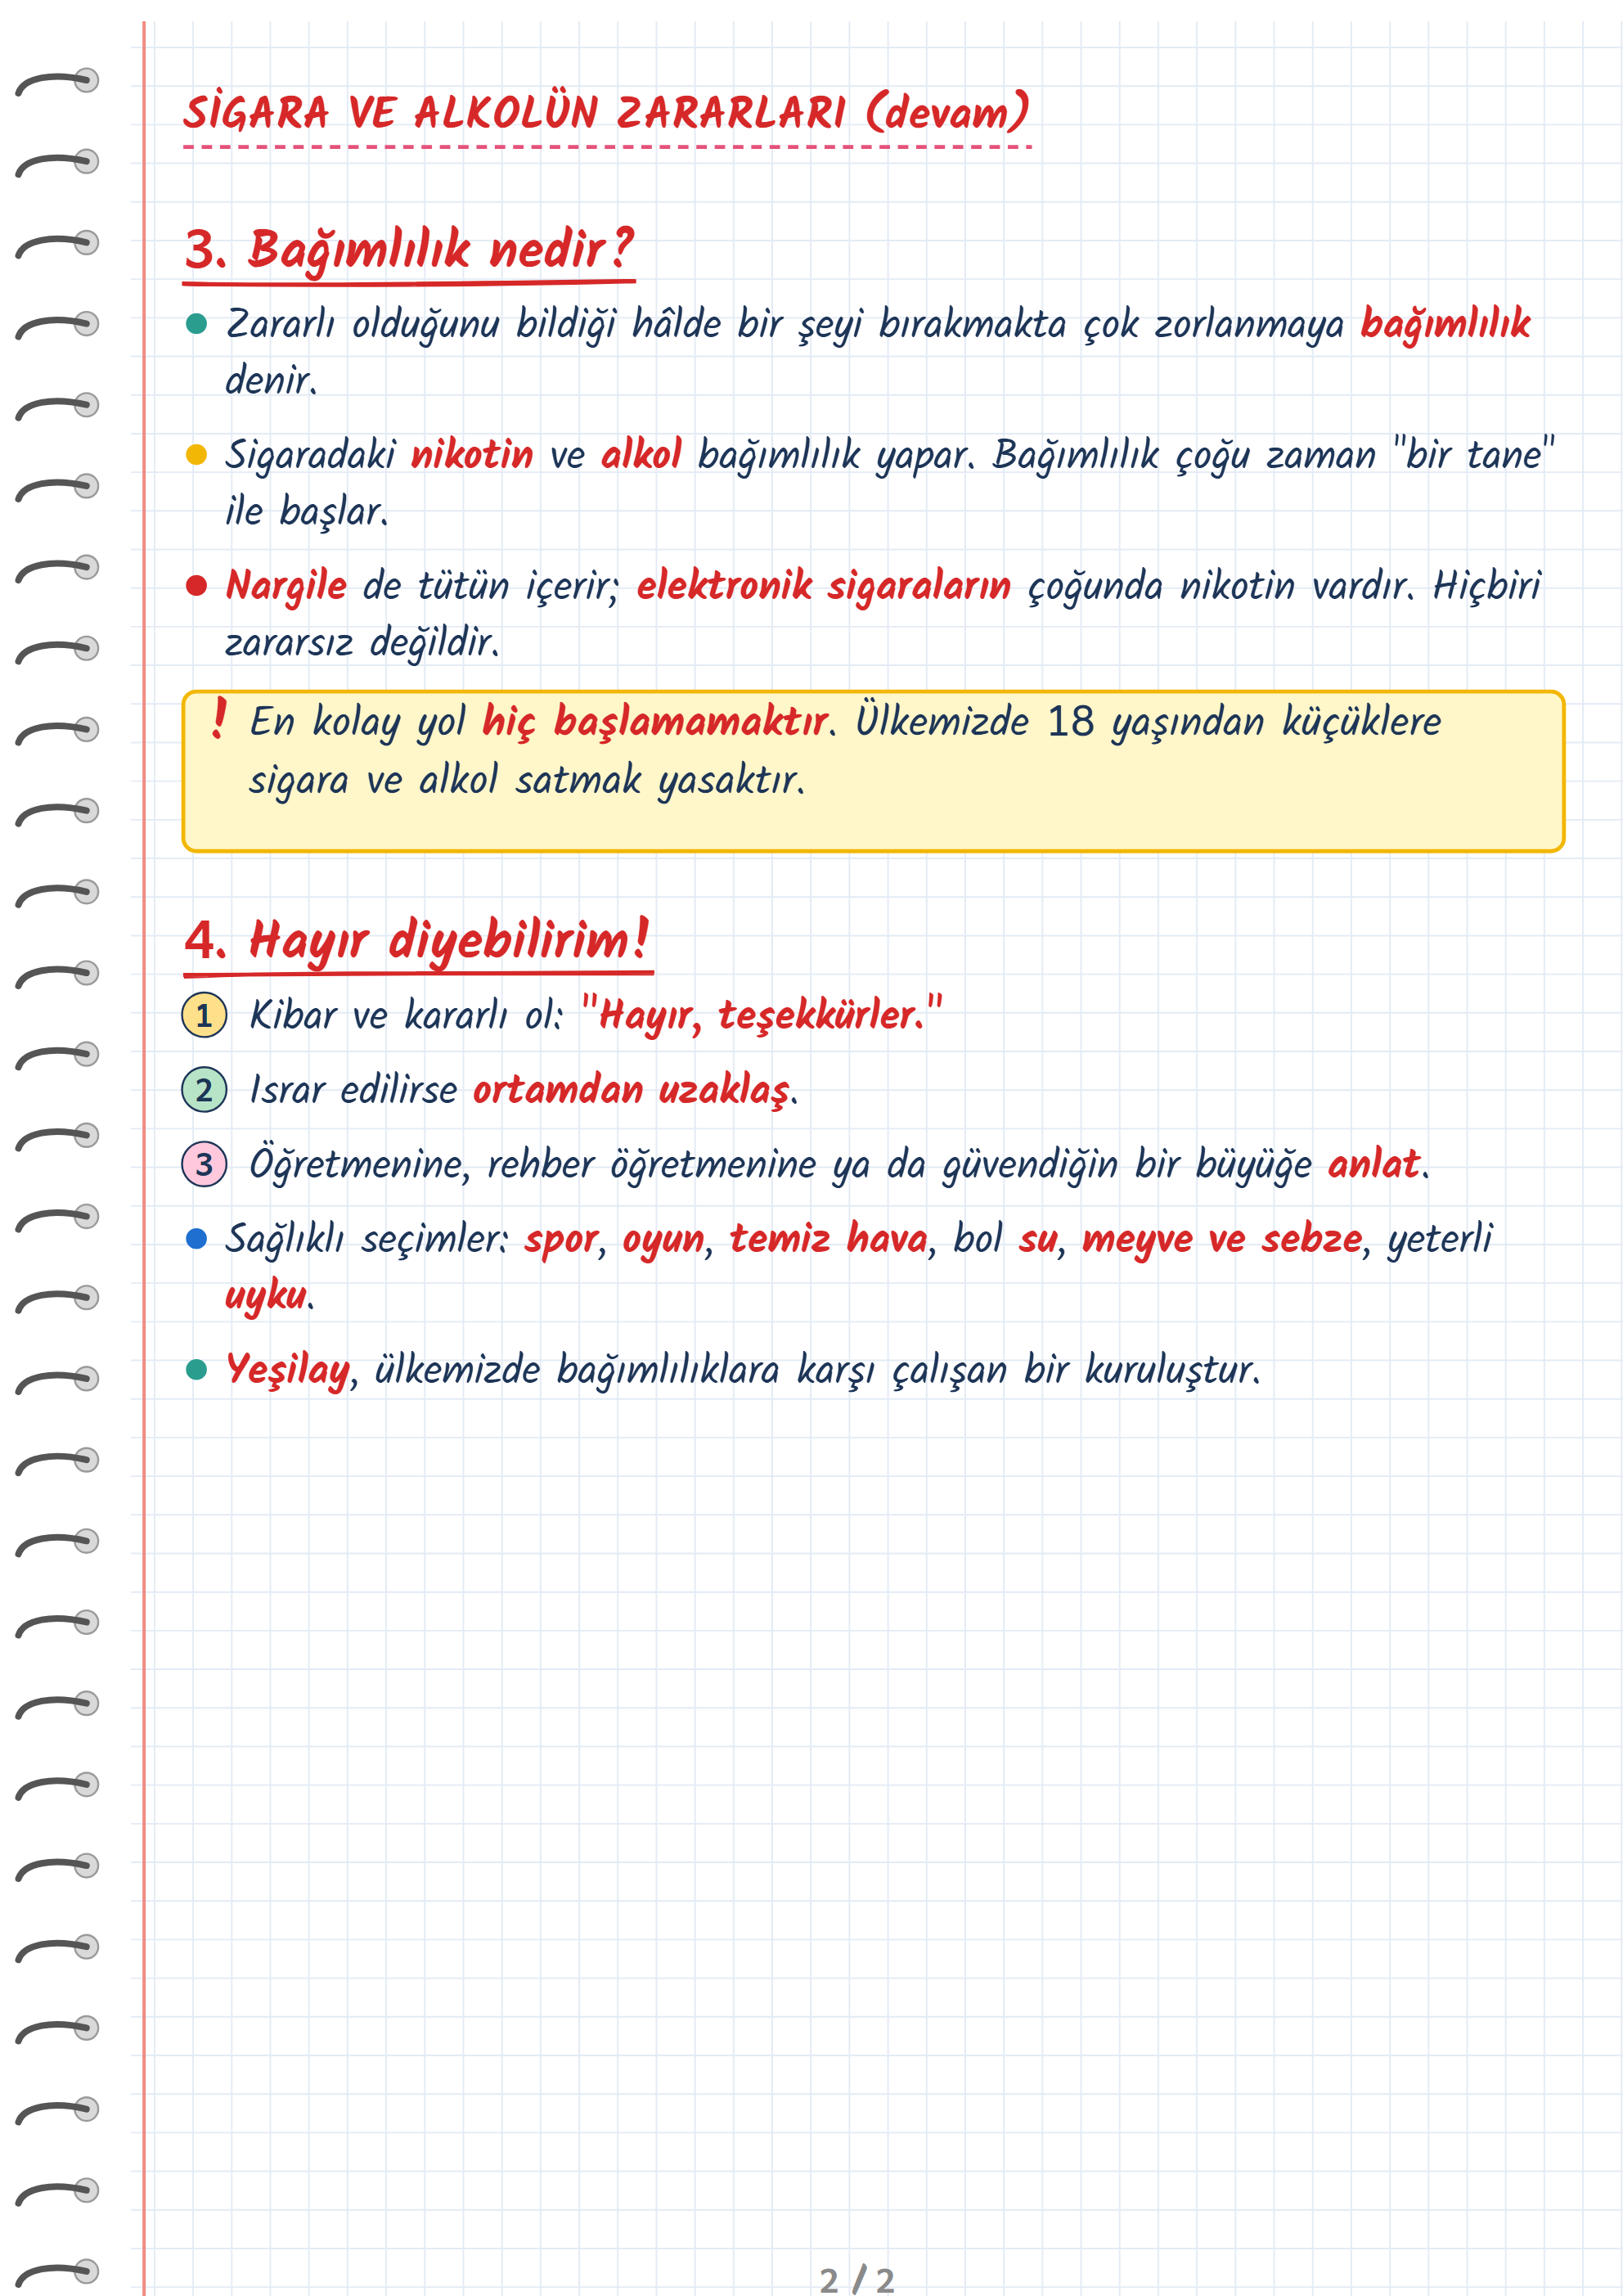 SİGARA VE ALKOLÜN ZARARLARI (devam)
3. Bağımlılık nedir?
Zararlı olduğunu bildiği hâlde bir şeyi bırakmakta çok zorlanmaya bağımlılık
denir.
Sigaradaki nikotin ve alkol bağımlılık yapar. Bağımlılık çoğu zaman "bir tane"
ile başlar.
Nargile de tütün içerir; elektronik sigaraların çoğunda nikotin vardır. Hiçbiri
zararsız değildir.
! En kolay yol hiç başlamamaktır. Ülkemizde 18 yaşından küçüklere
sigara ve alkol satmak yasaktır.
4. Hayır diyebilirim!
1 Kibar ve kararlı ol: "Hayır, teşekkürler."
2 Israr edilirse ortamdan uzaklaş.
3 Öğretmenine, rehber öğretmenine ya da güvendiğin bir büyüğe anlat.
Sağlıklı seçimler: spor, oyun, temiz hava, bol su, meyve ve sebze, yeterli
uyku.
Yeşilay, ülkemizde bağımlılıklara karşı çalışan bir kuruluştur.
2 / 2